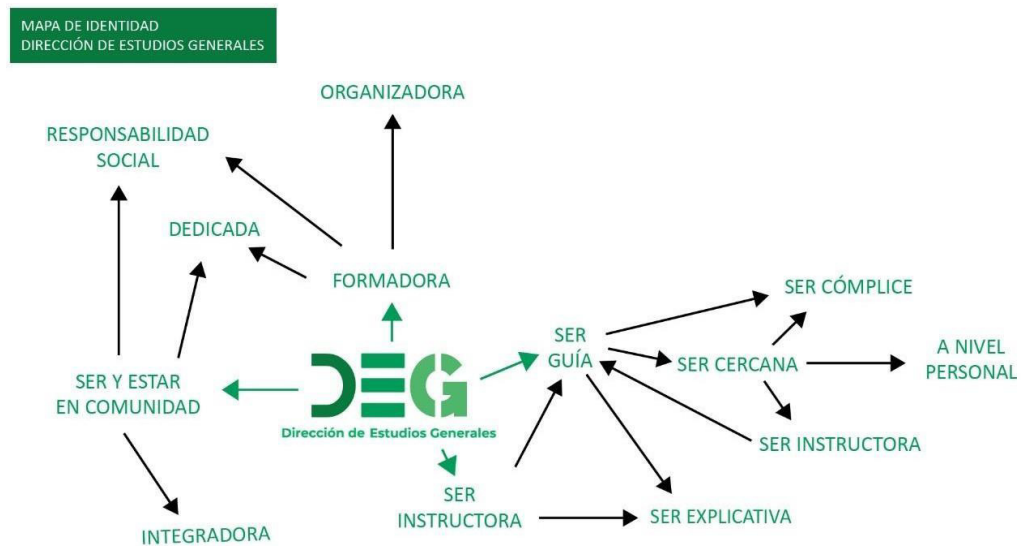 MAPA DE IDENTIDAD
DIRECCIÓN DE ESTUDIOS GENERALES
ORGANIZADORA
RESPONSABILIDAD
SOCIAL
DEDICADA
FORMADORA
SER CÓMPLICE
SER
GUÍA
SER CERCANA
A NIVEL
PERSONAL
SER Y ESTAR
EN COMUNIDAD
DEG
Dirección de Estudios Generales
SER INSTRUCTORA
SER
INSTRUCTORA
SER EXPLICATIVA
INTEGRADORA